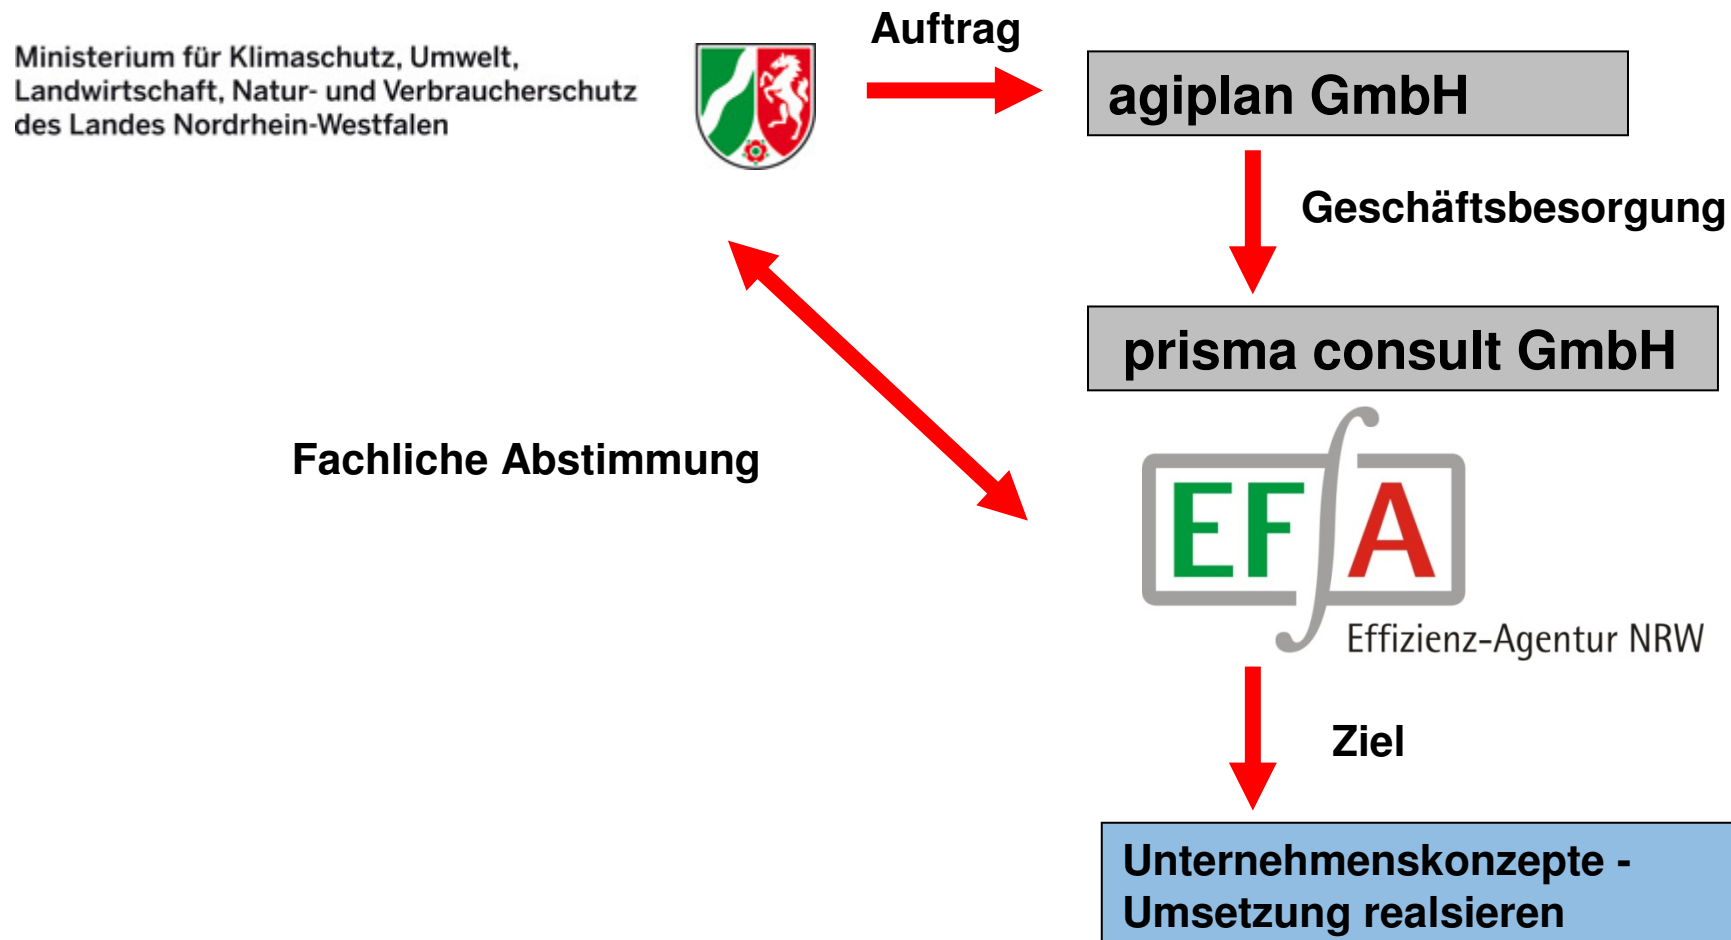 Ministerium für Klimaschutz, Umwelt,
Landwirtschaft, Natur- und Verbraucherschutz
des Landes Nordrhein-Westfalen
Auftrag
agiplan GmbH
Geschäftsbesorgung
prisma consult GmbH
Fachliche Abstimmung
EFA
Effizienz-Agentur NRW
Ziel
Unternehmenskonzepte -
Umsetzung realsieren